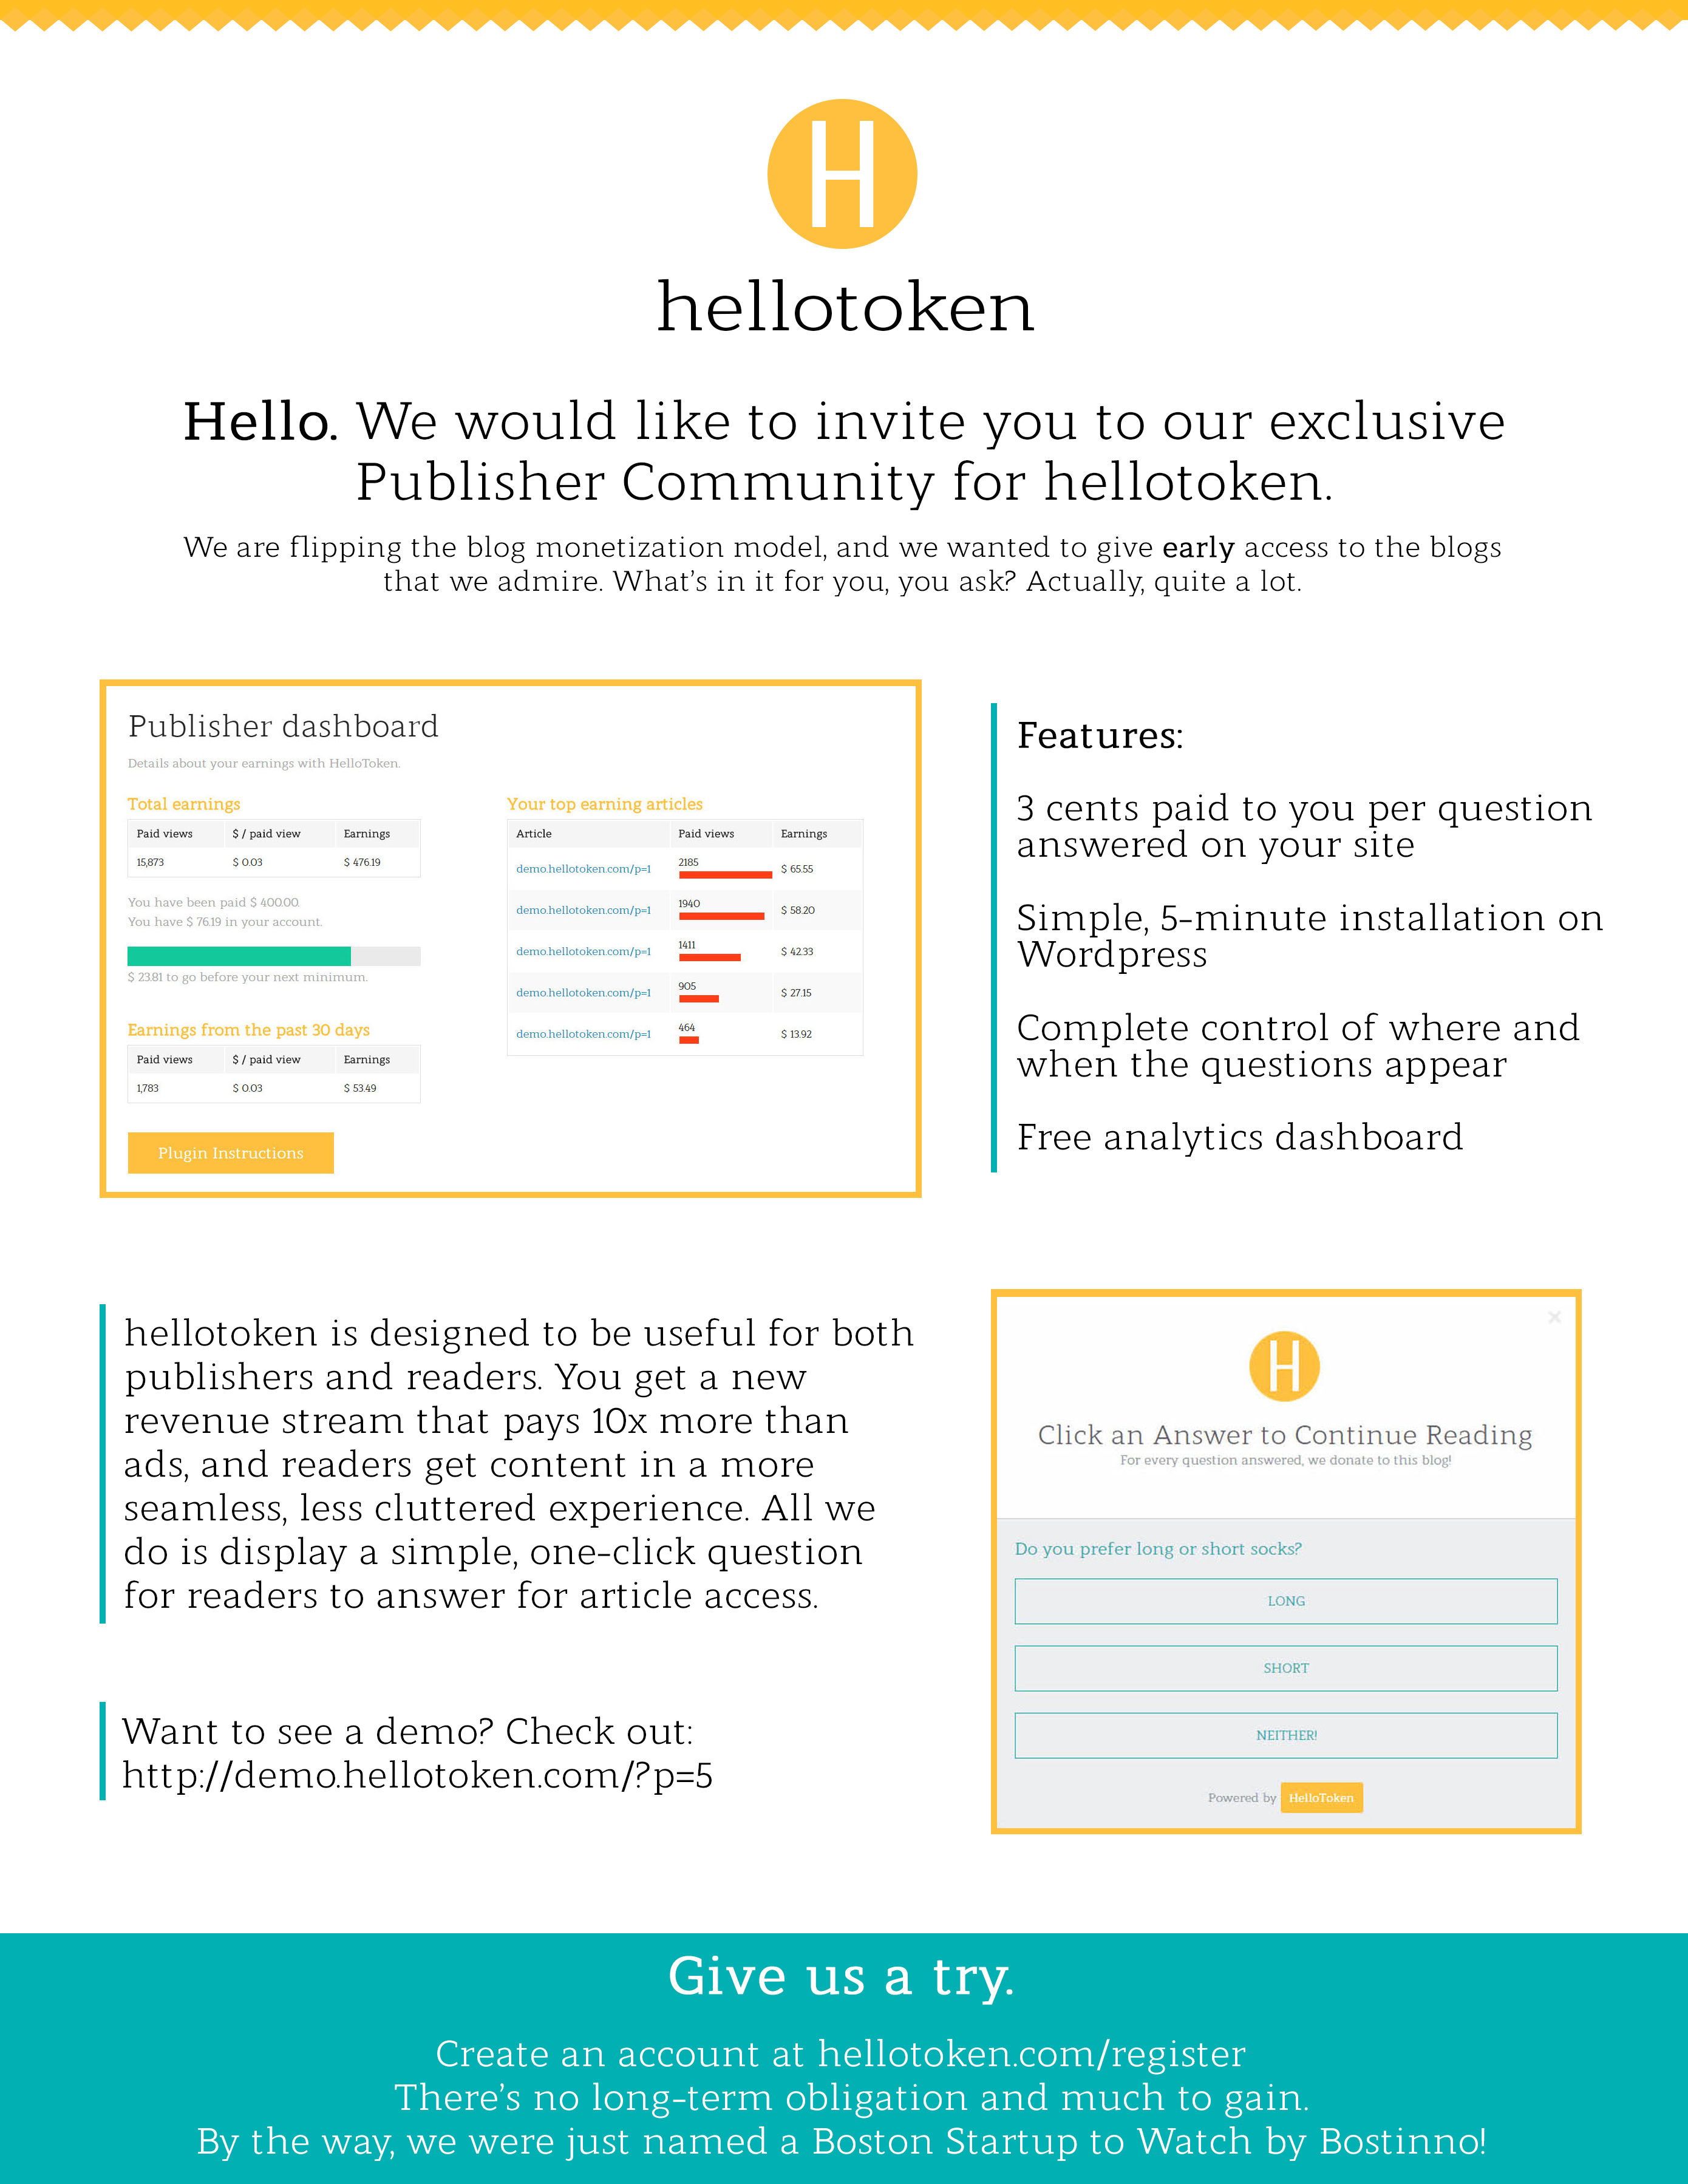 H
hellotoken
Hello. We would like to invite you to our exclusive
Publisher Community for hellotoken.
We are flipping the blog monetization model, and we wanted to give early access to the blogs
that we admire. What's in it for you, you ask? Actually, quite a lot.
Publisher dashboard
Details about your earnings with HelloToken.
Total earnings
Paid views $ / paid view Earnings
15,873 $ 0.03 $ 476.19
You have been paid $ 400.00.
You have $ 76.19 in your account.
$ 23.81 to go before your next minimum.
Earnings from the past 30 days
Paid views $ / paid view Earnings
1,783 $ 0.03 $ 53.49
Plugin Instructions
Your top earning articles
Article Paid views Earnings
demo.hellotoken.com/p=1 2185 $ 65.55
demo.hellotoken.com/p=1 1940 $ 58.20
demo.hellotoken.com/p=1 1411 $ 42.33
demo.hellotoken.com/p=1 905 $ 27.15
demo.hellotoken.com/p=1 464 $ 13.92
Features:
3 cents paid to you per question
answered on your site
Simple, 5-minute installation on
Wordpress
Complete control of where and
when the questions appear
Free analytics dashboard
hellotoken is designed to be useful for both
publishers and readers. You get a new
revenue stream that pays 10x more than
ads, and readers get content in a more
seamless, less cluttered experience. All we
do is display a simple, one-click question
for readers to answer for article access.
Want to see a demo? Check out:
http://demo.hellotoken.com/?p=5
×
H
Click an Answer to Continue Reading
For every question answered, we donate to this blog!
Do you prefer long or short socks?
LONG
SHORT
NEITHER!
Powered by HelloToken
Give us a try.
Create an account at hellotoken.com/register
There's no long-term obligation and much to gain.
By the way, we were just named a Boston Startup to Watch by Bostinno!